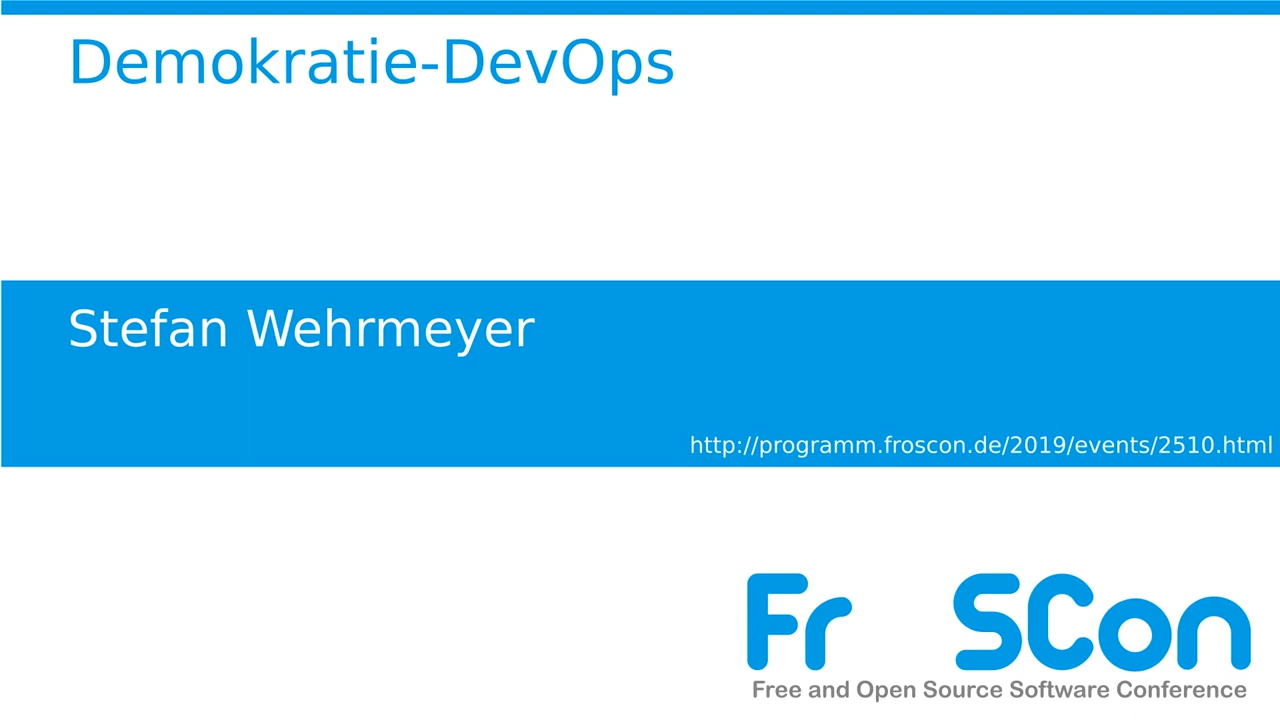 Demokratie-DevOps
Stefan Wehrmeyer
http://programm.froscon.de/2019/events/2510.html
Fr SCon
Free and Open Source Software Conference